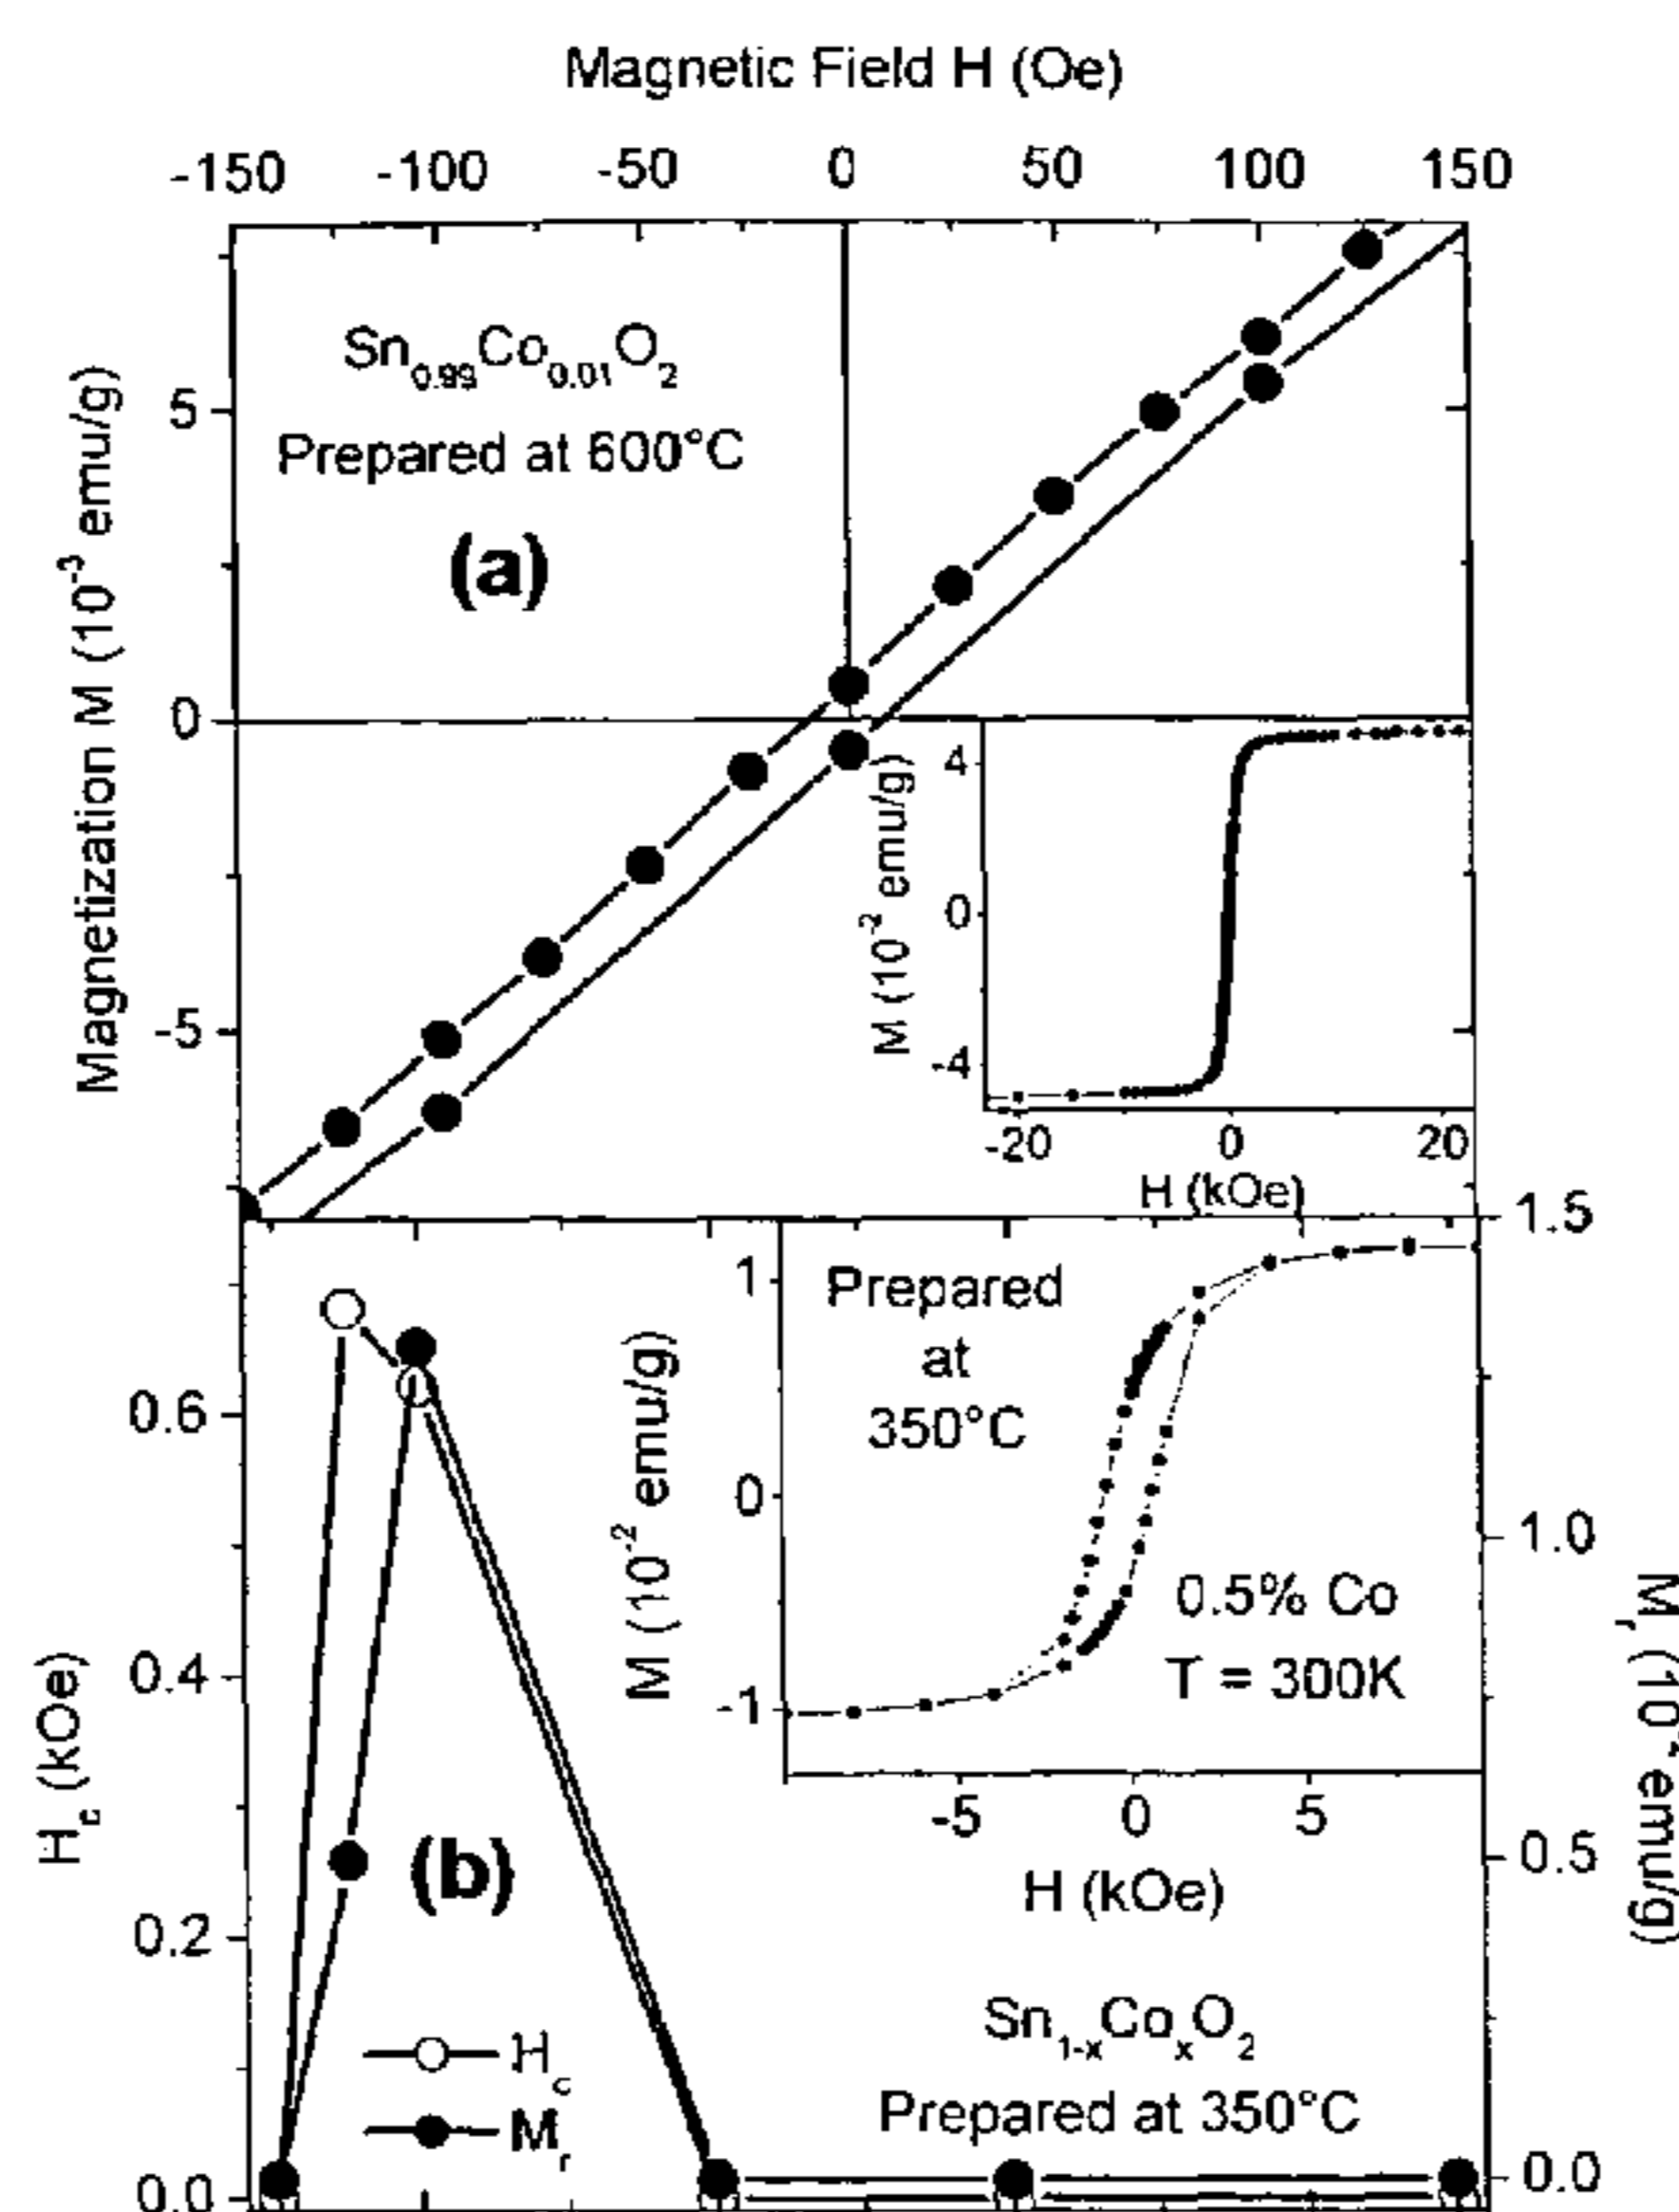 Magnetic Field H (Oe)
-150 -100 -50 0 50 100 150
Magnetization M (10⁻³ emu/g)
5
0
-5
Sn₀.₉₉Co₀.₀₁O₂
Prepared at 600°C
(a)
M (10⁻² emu/g)
4
0
-4
-20 0 20
H (kOe)
H꜀ (kOe)
0.6
0.4
0.2
0.0
M (10⁻² emu/g)
1
0
-1
Prepared
at
350°C
0.5% Co
T = 300K
-5 0 5
H (kOe)
(b)
H꜀
Mᵣ
Sn₁₋ₓCoₓO₂
Prepared at 350°C
1.5
1.0
0.5
0.0
Mᵣ (10 emu/g)